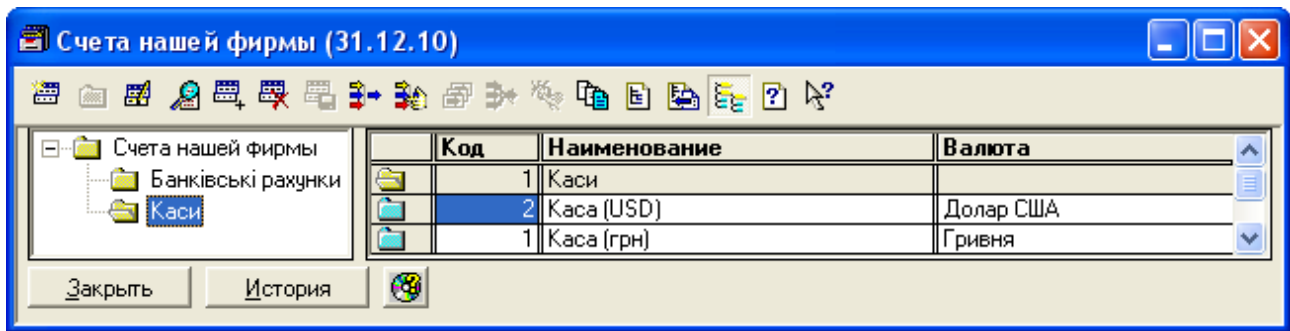 Счета нашей фирмы (31.12.10)
Счета нашей фирмы
Банківські рахунки
Каси
Код Наименование Валюта
1 Каси
2 Каса (USD) Долар США
1 Каса (грн) Гривня
Закрыть История